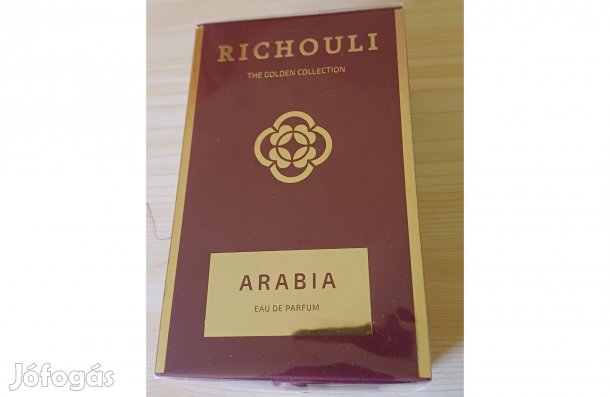 RICHOULI
THE GOLDEN COLLECTION
ARABIA
EAU DE PARFUM
Jófogás